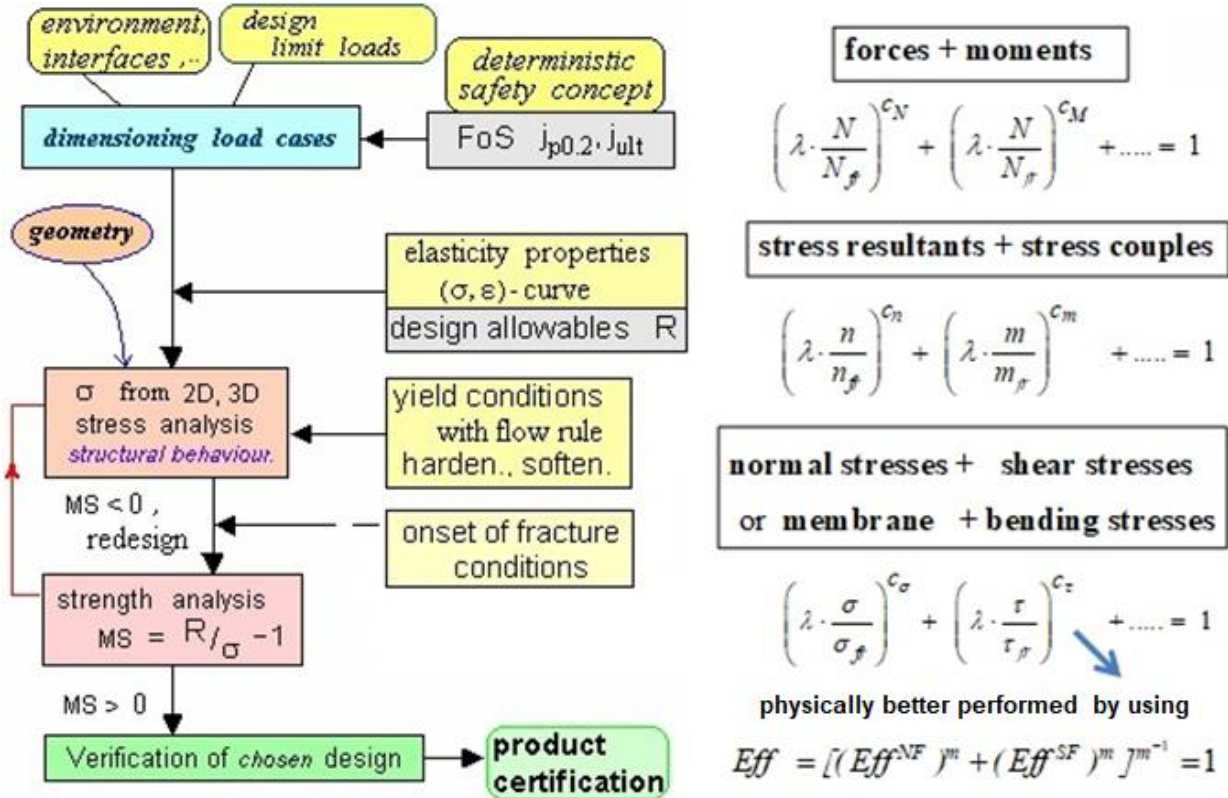 environment,
interfaces ,..
design
limit loads
deterministic
safety concept
dimensioning load cases
FoS j_p0.2, j_ult
geometry
elasticity properties
(σ, ε) - curve
design allowables R
σ from 2D, 3D
stress analysis
structural behaviour.
yield conditions
with flow rule
harden., soften.
MS < 0 ,
redesign
onset of fracture
conditions
strength analysis
MS = R/σ -1
MS > 0
Verification of chosen design
product
certification
forces + moments
(λ · N/N_fr)^c_N + (λ · N/N_fr)^c_M + ..... = 1
stress resultants + stress couples
(λ · n/n_fr)^c_n + (λ · m/m_fr)^c_m + ..... = 1
normal stresses + shear stresses
or membrane + bending stresses
(λ · σ/σ_fr)^c_σ + (λ · τ/τ_fr)^c_τ + ..... = 1
physically better performed by using
Eff = [(Eff^NF)^m + (Eff^SF)^m]^m^-1 = 1